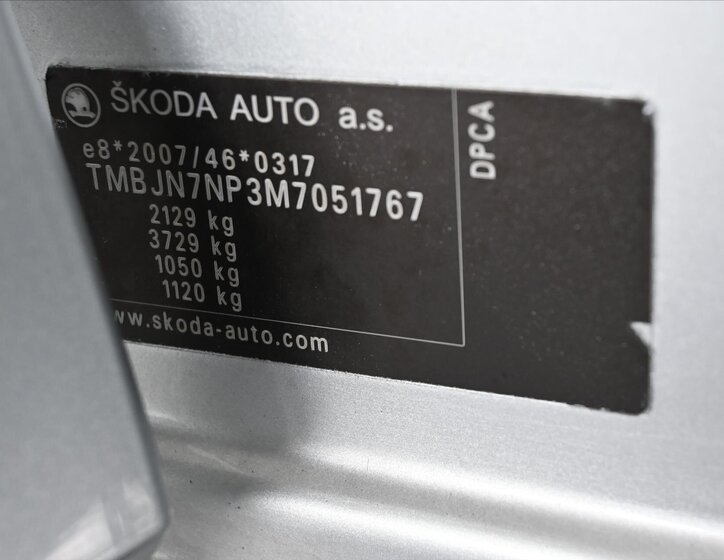 ŠKODA AUTO a.s.
e8*2007/46*0317
TMBJN7NP3M7051767
2129 kg
3729 kg
1050 kg
1120 kg
www.skoda-auto.com
DPCA